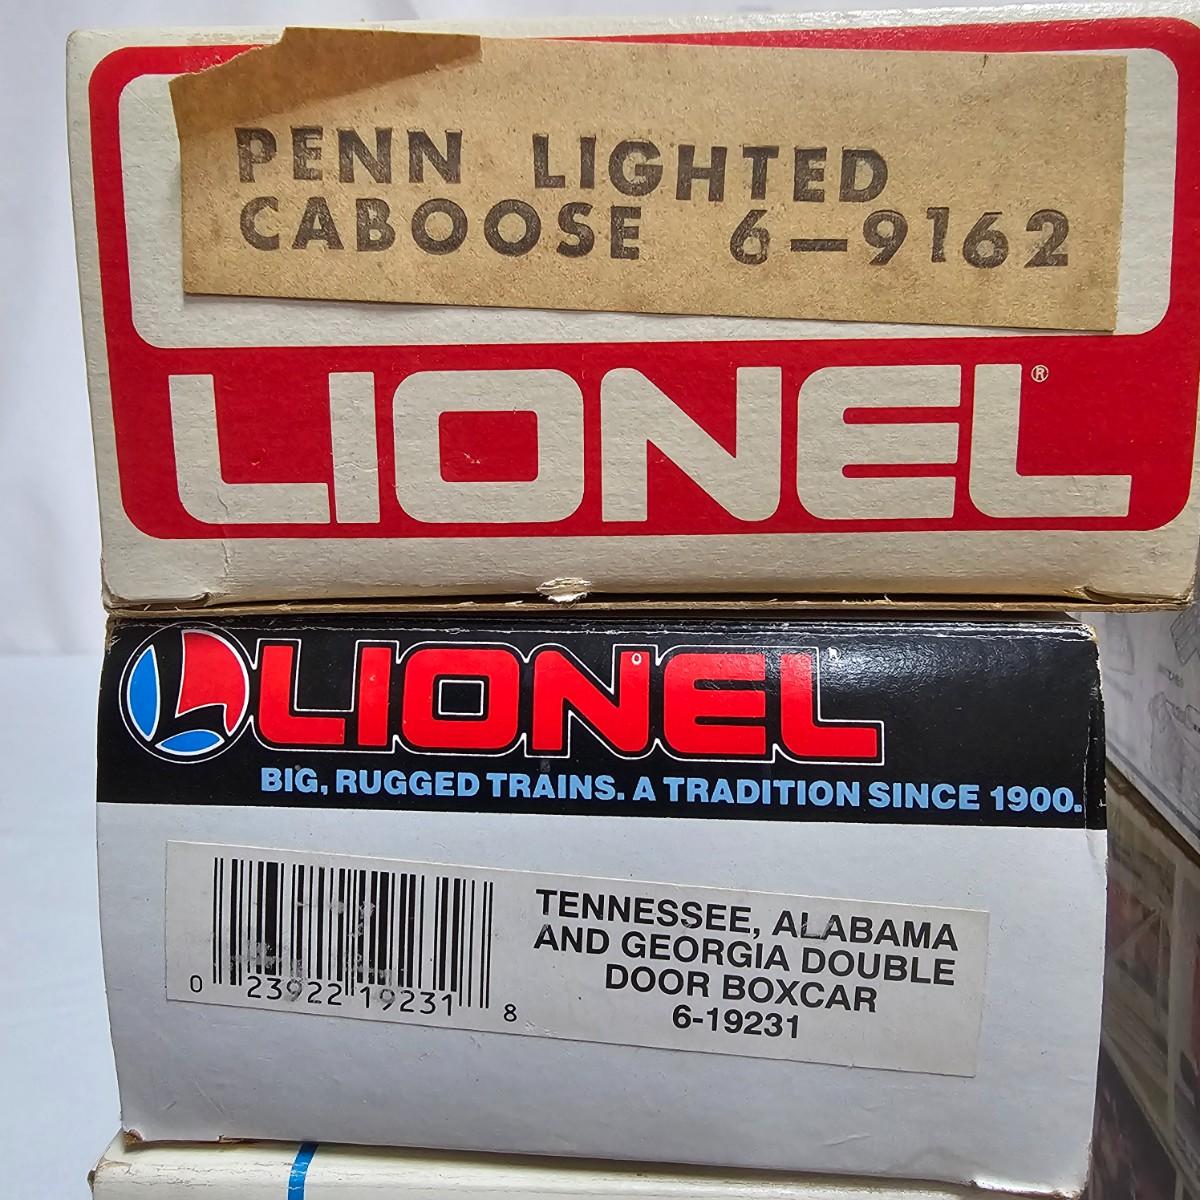 PENN LIGHTED
CABOOSE 6-9162
LIONEL®
LIONEL
BIG, RUGGED TRAINS. A TRADITION SINCE 1900.
TENNESSEE, ALABAMA
AND GEORGIA DOUBLE
DOOR BOXCAR
6-19231
0 23922 19231 8